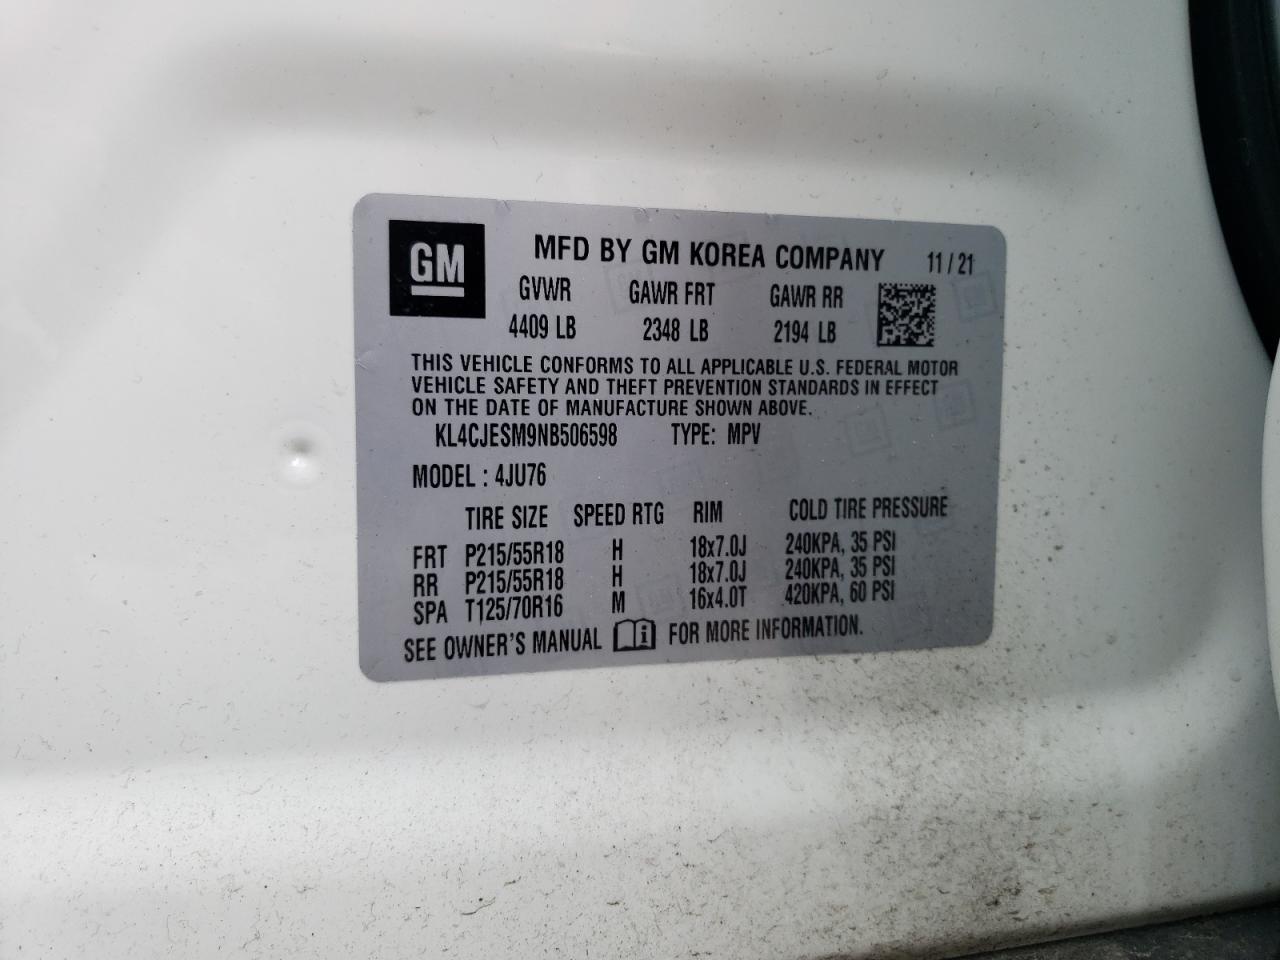 GM MFD BY GM KOREA COMPANY 11/21
GVWR GAWR FRT GAWR RR
4409 LB 2348 LB 2194 LB
THIS VEHICLE CONFORMS TO ALL APPLICABLE U.S. FEDERAL MOTOR
VEHICLE SAFETY AND THEFT PREVENTION STANDARDS IN EFFECT
ON THE DATE OF MANUFACTURE SHOWN ABOVE.
KL4CJESM9NB506598 TYPE: MPV
MODEL : 4JU76
TIRE SIZE SPEED RTG RIM COLD TIRE PRESSURE
FRT P215/55R18 H 18x7.0J 240KPA, 35 PSI
RR P215/55R18 H 18x7.0J 240KPA, 35 PSI
SPA T125/70R16 M 16x4.0T 420KPA, 60 PSI
SEE OWNER'S MANUAL i FOR MORE INFORMATION.